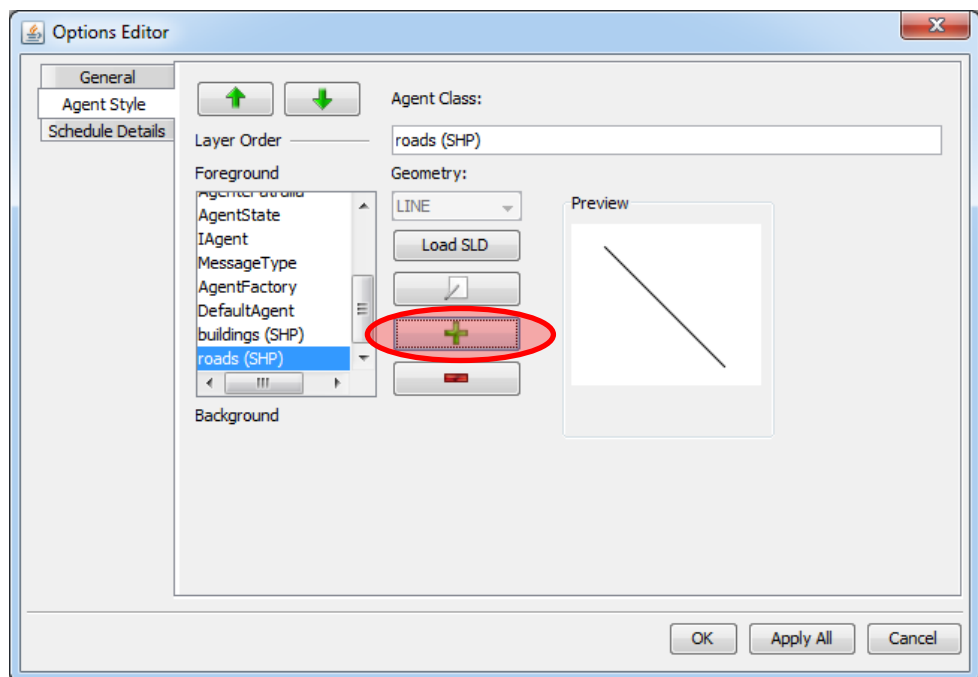 Options Editor
General
Agent Style
Schedule Details
Agent Class:
Layer Order
roads (SHP)
Foreground
Geometry:
AgentState
IAgent
MessageType
AgentFactory
DefaultAgent
buildings (SHP)
roads (SHP)
LINE
Load SLD
Preview
Background
OK
Apply All
Cancel